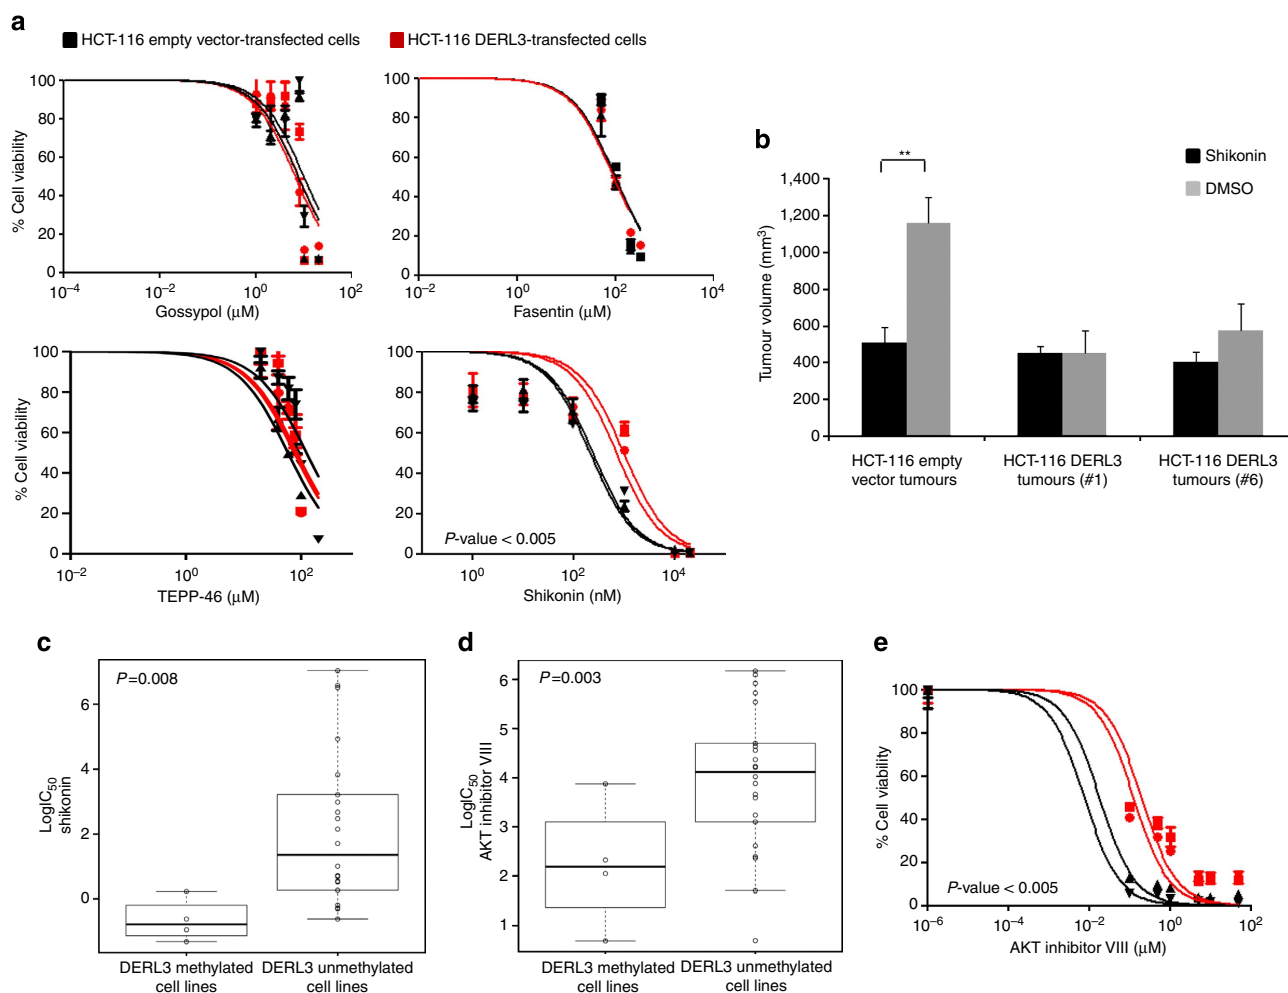 a
HCT-116 empty vector-transfected cells
HCT-116 DERL3-transfected cells
100
80
60
40
20
0
% Cell viability
10⁻⁴
10⁻²
10⁰
10²
Gossypol (μM)
100
80
60
40
20
0
10⁻²
10⁰
10²
10⁴
Fasentin (μM)
100
80
60
40
20
0
% Cell viability
10⁻²
10⁰
10²
TEPP-46 (μM)
100
80
60
40
20
0
P-value < 0.005
10⁰
10²
10⁴
Shikonin (nM)
b
Shikonin
DMSO
**
1,400
1,200
1,000
800
600
400
200
0
Tumour volume (mm³)
HCT-116 empty
vector tumours
HCT-116 DERL3
tumours (#1)
HCT-116 DERL3
tumours (#6)
c
P=0.008
6
4
2
0
LogIC₅₀
shikonin
DERL3 methylated
cell lines
DERL3 unmethylated
cell lines
d
P=0.003
6
5
4
3
2
1
LogIC₅₀
AKT inhibitor VIII
DERL3 methylated
cell lines
DERL3 unmethylated
cell lines
e
100
80
60
40
20
0
% Cell viability
P-value < 0.005
10⁻⁶
10⁻⁴
10⁻²
10⁰
10²
AKT inhibitor VIII (μM)